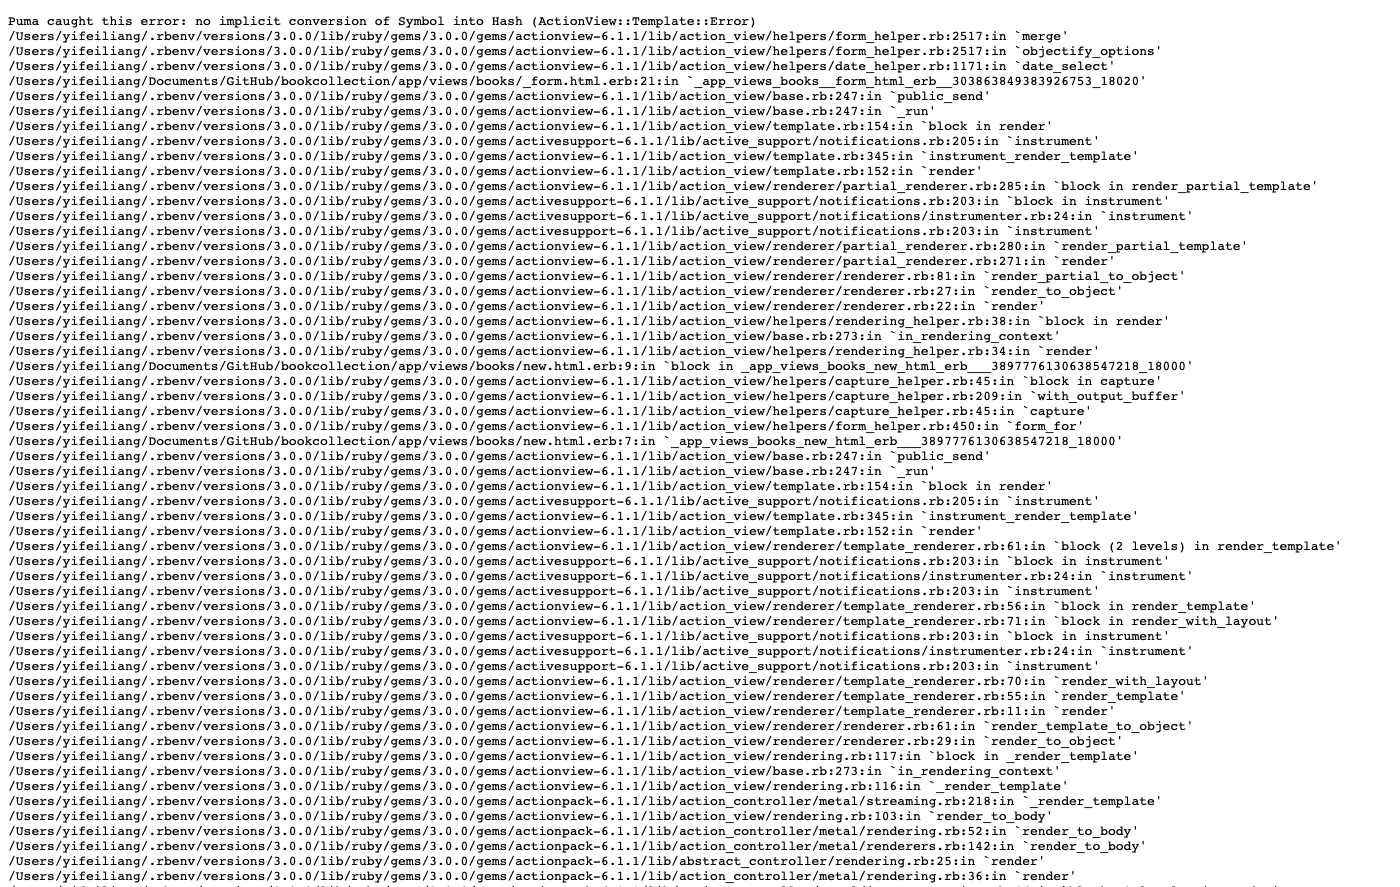 Puma caught this error: no implicit conversion of Symbol into Hash (ActionView::Template::Error)
/Users/yifeiliang/.rbenv/versions/3.0.0/lib/ruby/gems/3.0.0/gems/actionview-6.1.1/lib/action_view/helpers/form_helper.rb:2517:in `merge'
/Users/yifeiliang/.rbenv/versions/3.0.0/lib/ruby/gems/3.0.0/gems/actionview-6.1.1/lib/action_view/helpers/form_helper.rb:2517:in `objectify_options'
/Users/yifeiliang/.rbenv/versions/3.0.0/lib/ruby/gems/3.0.0/gems/actionview-6.1.1/lib/action_view/helpers/date_helper.rb:1171:in `date_select'
/Users/yifeiliang/Documents/GitHub/bookcollection/app/views/books/_form.html.erb:21:in `_app_views_books__form_html_erb__303863849383926753_18020'
/Users/yifeiliang/.rbenv/versions/3.0.0/lib/ruby/gems/3.0.0/gems/actionview-6.1.1/lib/action_view/base.rb:247:in `public_send'
/Users/yifeiliang/.rbenv/versions/3.0.0/lib/ruby/gems/3.0.0/gems/actionview-6.1.1/lib/action_view/base.rb:247:in `_run'
/Users/yifeiliang/.rbenv/versions/3.0.0/lib/ruby/gems/3.0.0/gems/actionview-6.1.1/lib/action_view/template.rb:154:in `block in render'
/Users/yifeiliang/.rbenv/versions/3.0.0/lib/ruby/gems/3.0.0/gems/activesupport-6.1.1/lib/active_support/notifications.rb:205:in `instrument'
/Users/yifeiliang/.rbenv/versions/3.0.0/lib/ruby/gems/3.0.0/gems/actionview-6.1.1/lib/action_view/template.rb:345:in `instrument_render_template'
/Users/yifeiliang/.rbenv/versions/3.0.0/lib/ruby/gems/3.0.0/gems/actionview-6.1.1/lib/action_view/template.rb:152:in `render'
/Users/yifeiliang/.rbenv/versions/3.0.0/lib/ruby/gems/3.0.0/gems/actionview-6.1.1/lib/action_view/renderer/partial_renderer.rb:285:in `block in render_partial_template'
/Users/yifeiliang/.rbenv/versions/3.0.0/lib/ruby/gems/3.0.0/gems/activesupport-6.1.1/lib/active_support/notifications.rb:203:in `block in instrument'
/Users/yifeiliang/.rbenv/versions/3.0.0/lib/ruby/gems/3.0.0/gems/activesupport-6.1.1/lib/active_support/notifications/instrumenter.rb:24:in `instrument'
/Users/yifeiliang/.rbenv/versions/3.0.0/lib/ruby/gems/3.0.0/gems/activesupport-6.1.1/lib/active_support/notifications.rb:203:in `instrument'
/Users/yifeiliang/.rbenv/versions/3.0.0/lib/ruby/gems/3.0.0/gems/actionview-6.1.1/lib/action_view/renderer/partial_renderer.rb:280:in `render_partial_template'
/Users/yifeiliang/.rbenv/versions/3.0.0/lib/ruby/gems/3.0.0/gems/actionview-6.1.1/lib/action_view/renderer/partial_renderer.rb:271:in `render'
/Users/yifeiliang/.rbenv/versions/3.0.0/lib/ruby/gems/3.0.0/gems/actionview-6.1.1/lib/action_view/renderer/renderer.rb:81:in `render_partial_to_object'
/Users/yifeiliang/.rbenv/versions/3.0.0/lib/ruby/gems/3.0.0/gems/actionview-6.1.1/lib/action_view/renderer/renderer.rb:27:in `render_to_object'
/Users/yifeiliang/.rbenv/versions/3.0.0/lib/ruby/gems/3.0.0/gems/actionview-6.1.1/lib/action_view/renderer/renderer.rb:22:in `render'
/Users/yifeiliang/.rbenv/versions/3.0.0/lib/ruby/gems/3.0.0/gems/actionview-6.1.1/lib/action_view/helpers/rendering_helper.rb:38:in `block in render'
/Users/yifeiliang/.rbenv/versions/3.0.0/lib/ruby/gems/3.0.0/gems/actionview-6.1.1/lib/action_view/base.rb:273:in `in_rendering_context'
/Users/yifeiliang/.rbenv/versions/3.0.0/lib/ruby/gems/3.0.0/gems/actionview-6.1.1/lib/action_view/helpers/rendering_helper.rb:34:in `render'
/Users/yifeiliang/Documents/GitHub/bookcollection/app/views/books/new.html.erb:9:in `block in _app_views_books_new_html_erb___3897776130638547218_18000'
/Users/yifeiliang/.rbenv/versions/3.0.0/lib/ruby/gems/3.0.0/gems/actionview-6.1.1/lib/action_view/helpers/capture_helper.rb:45:in `block in capture'
/Users/yifeiliang/.rbenv/versions/3.0.0/lib/ruby/gems/3.0.0/gems/actionview-6.1.1/lib/action_view/helpers/capture_helper.rb:209:in `with_output_buffer'
/Users/yifeiliang/.rbenv/versions/3.0.0/lib/ruby/gems/3.0.0/gems/actionview-6.1.1/lib/action_view/helpers/capture_helper.rb:45:in `capture'
/Users/yifeiliang/.rbenv/versions/3.0.0/lib/ruby/gems/3.0.0/gems/actionview-6.1.1/lib/action_view/helpers/form_helper.rb:450:in `form_for'
/Users/yifeiliang/Documents/GitHub/bookcollection/app/views/books/new.html.erb:7:in `_app_views_books_new_html_erb___3897776130638547218_18000'
/Users/yifeiliang/.rbenv/versions/3.0.0/lib/ruby/gems/3.0.0/gems/actionview-6.1.1/lib/action_view/base.rb:247:in `public_send'
/Users/yifeiliang/.rbenv/versions/3.0.0/lib/ruby/gems/3.0.0/gems/actionview-6.1.1/lib/action_view/base.rb:247:in `_run'
/Users/yifeiliang/.rbenv/versions/3.0.0/lib/ruby/gems/3.0.0/gems/actionview-6.1.1/lib/action_view/template.rb:154:in `block in render'
/Users/yifeiliang/.rbenv/versions/3.0.0/lib/ruby/gems/3.0.0/gems/activesupport-6.1.1/lib/active_support/notifications.rb:205:in `instrument'
/Users/yifeiliang/.rbenv/versions/3.0.0/lib/ruby/gems/3.0.0/gems/actionview-6.1.1/lib/action_view/template.rb:345:in `instrument_render_template'
/Users/yifeiliang/.rbenv/versions/3.0.0/lib/ruby/gems/3.0.0/gems/actionview-6.1.1/lib/action_view/template.rb:152:in `render'
/Users/yifeiliang/.rbenv/versions/3.0.0/lib/ruby/gems/3.0.0/gems/actionview-6.1.1/lib/action_view/renderer/template_renderer.rb:61:in `block (2 levels) in render_template'
/Users/yifeiliang/.rbenv/versions/3.0.0/lib/ruby/gems/3.0.0/gems/activesupport-6.1.1/lib/active_support/notifications.rb:203:in `block in instrument'
/Users/yifeiliang/.rbenv/versions/3.0.0/lib/ruby/gems/3.0.0/gems/activesupport-6.1.1/lib/active_support/notifications/instrumenter.rb:24:in `instrument'
/Users/yifeiliang/.rbenv/versions/3.0.0/lib/ruby/gems/3.0.0/gems/activesupport-6.1.1/lib/active_support/notifications.rb:203:in `instrument'
/Users/yifeiliang/.rbenv/versions/3.0.0/lib/ruby/gems/3.0.0/gems/actionview-6.1.1/lib/action_view/renderer/template_renderer.rb:56:in `block in render_template'
/Users/yifeiliang/.rbenv/versions/3.0.0/lib/ruby/gems/3.0.0/gems/actionview-6.1.1/lib/action_view/renderer/template_renderer.rb:71:in `block in render_with_layout'
/Users/yifeiliang/.rbenv/versions/3.0.0/lib/ruby/gems/3.0.0/gems/activesupport-6.1.1/lib/active_support/notifications.rb:203:in `block in instrument'
/Users/yifeiliang/.rbenv/versions/3.0.0/lib/ruby/gems/3.0.0/gems/activesupport-6.1.1/lib/active_support/notifications/instrumenter.rb:24:in `instrument'
/Users/yifeiliang/.rbenv/versions/3.0.0/lib/ruby/gems/3.0.0/gems/activesupport-6.1.1/lib/active_support/notifications.rb:203:in `instrument'
/Users/yifeiliang/.rbenv/versions/3.0.0/lib/ruby/gems/3.0.0/gems/actionview-6.1.1/lib/action_view/renderer/template_renderer.rb:70:in `render_with_layout'
/Users/yifeiliang/.rbenv/versions/3.0.0/lib/ruby/gems/3.0.0/gems/actionview-6.1.1/lib/action_view/renderer/template_renderer.rb:55:in `render_template'
/Users/yifeiliang/.rbenv/versions/3.0.0/lib/ruby/gems/3.0.0/gems/actionview-6.1.1/lib/action_view/renderer/template_renderer.rb:11:in `render'
/Users/yifeiliang/.rbenv/versions/3.0.0/lib/ruby/gems/3.0.0/gems/actionview-6.1.1/lib/action_view/renderer/renderer.rb:61:in `render_template_to_object'
/Users/yifeiliang/.rbenv/versions/3.0.0/lib/ruby/gems/3.0.0/gems/actionview-6.1.1/lib/action_view/renderer/renderer.rb:29:in `render_to_object'
/Users/yifeiliang/.rbenv/versions/3.0.0/lib/ruby/gems/3.0.0/gems/actionview-6.1.1/lib/action_view/rendering.rb:117:in `block in _render_template'
/Users/yifeiliang/.rbenv/versions/3.0.0/lib/ruby/gems/3.0.0/gems/actionview-6.1.1/lib/action_view/base.rb:273:in `in_rendering_context'
/Users/yifeiliang/.rbenv/versions/3.0.0/lib/ruby/gems/3.0.0/gems/actionview-6.1.1/lib/action_view/rendering.rb:116:in `_render_template'
/Users/yifeiliang/.rbenv/versions/3.0.0/lib/ruby/gems/3.0.0/gems/actionpack-6.1.1/lib/action_controller/metal/streaming.rb:218:in `_render_template'
/Users/yifeiliang/.rbenv/versions/3.0.0/lib/ruby/gems/3.0.0/gems/actionview-6.1.1/lib/action_view/rendering.rb:103:in `render_to_body'
/Users/yifeiliang/.rbenv/versions/3.0.0/lib/ruby/gems/3.0.0/gems/actionpack-6.1.1/lib/action_controller/metal/rendering.rb:52:in `render_to_body'
/Users/yifeiliang/.rbenv/versions/3.0.0/lib/ruby/gems/3.0.0/gems/actionpack-6.1.1/lib/action_controller/metal/renderers.rb:142:in `render_to_body'
/Users/yifeiliang/.rbenv/versions/3.0.0/lib/ruby/gems/3.0.0/gems/actionpack-6.1.1/lib/abstract_controller/rendering.rb:25:in `render'
/Users/yifeiliang/.rbenv/versions/3.0.0/lib/ruby/gems/3.0.0/gems/actionpack-6.1.1/lib/action_controller/metal/rendering.rb:36:in `render'